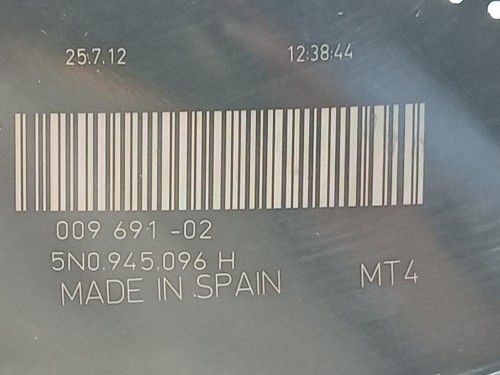 25.7.12 12:38:44
009 691 -02
5N0.945.096 H
MADE IN SPAIN MT4